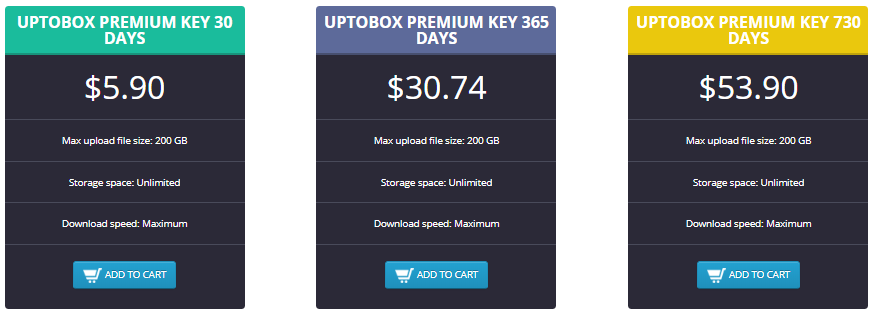 UPTOBOX PREMIUM KEY 30
DAYS
$5.90
Max upload file size: 200 GB
Storage space: Unlimited
Download speed: Maximum
ADD TO CART
UPTOBOX PREMIUM KEY 365
DAYS
$30.74
Max upload file size: 200 GB
Storage space: Unlimited
Download speed: Maximum
ADD TO CART
UPTOBOX PREMIUM KEY 730
DAYS
$53.90
Max upload file size: 200 GB
Storage space: Unlimited
Download speed: Maximum
ADD TO CART